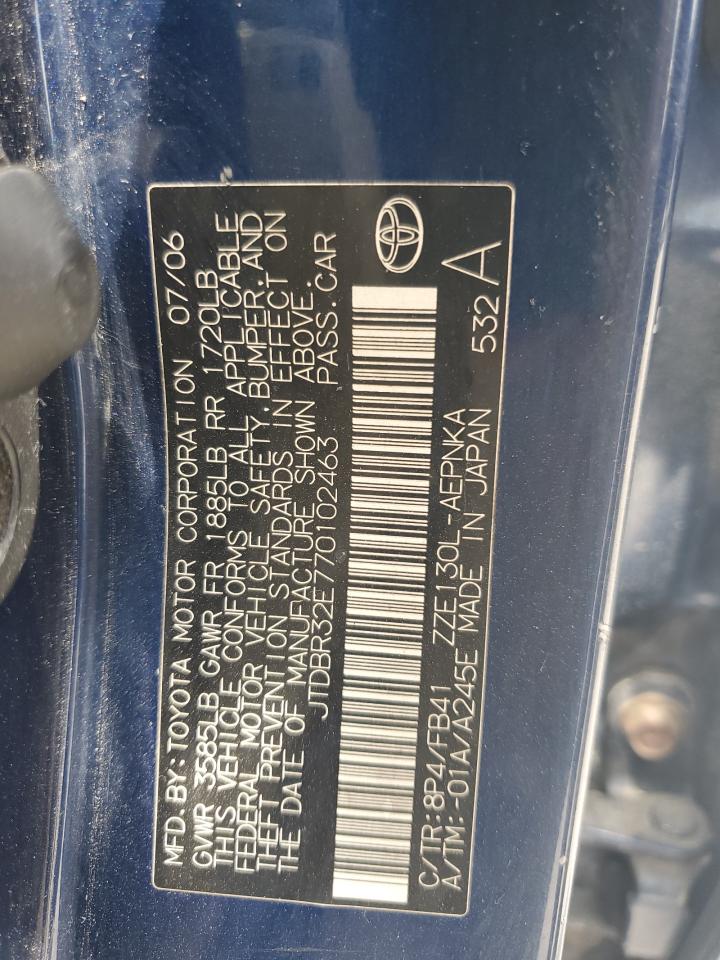 MFD. BY: TOYOTA MOTOR CORPORATION 07/06
GVWR 3585LB GAWR FR 1885LB RR 1720LB
THIS VEHICLE CONFORMS TO ALL APPLICABLE
FEDERAL MOTOR VEHICLE SAFETY, BUMPER, AND
THEFT PREVENTION STANDARDS IN EFFECT ON
THE DATE OF MANUFACTURE SHOWN ABOVE.
JTDBR32E770102463 PASS. CAR
C/TR: 8P4/FB41 ZZE130L-AEPNKA 532 A
A/TM: -01A/A245E MADE IN JAPAN